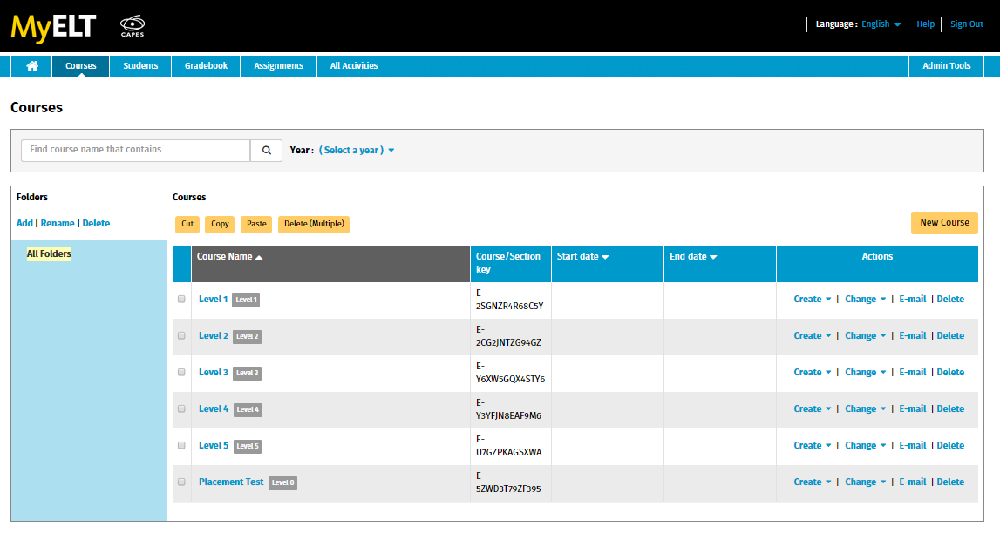 MyELT
CAPES
Language : English
Help
Sign Out
Courses
Students
Gradebook
Assignments
All Activities
Admin Tools
Courses
Find course name that contains
Year : ( Select a year )
Folders
Add | Rename | Delete
All Folders
Courses
Cut
Copy
Paste
Delete (Multiple)
New Course
Course Name
Course/Section
key
Start date
End date
Actions
Level 1 Level 1
E-
2SGNZR4R68C5Y
Create | Change | E-mail | Delete
Level 2 Level 2
E-
2CG2JNTZG94GZ
Create | Change | E-mail | Delete
Level 3 Level 3
E-
Y6XW5GQX4STY6
Create | Change | E-mail | Delete
Level 4 Level 4
E-
Y3YFJN8EAF9M6
Create | Change | E-mail | Delete
Level 5 Level 5
E-
U7GZPKAGSXWA
Create | Change | E-mail | Delete
Placement Test Level 0
E-
5ZWD3T79ZF395
Create | Change | E-mail | Delete